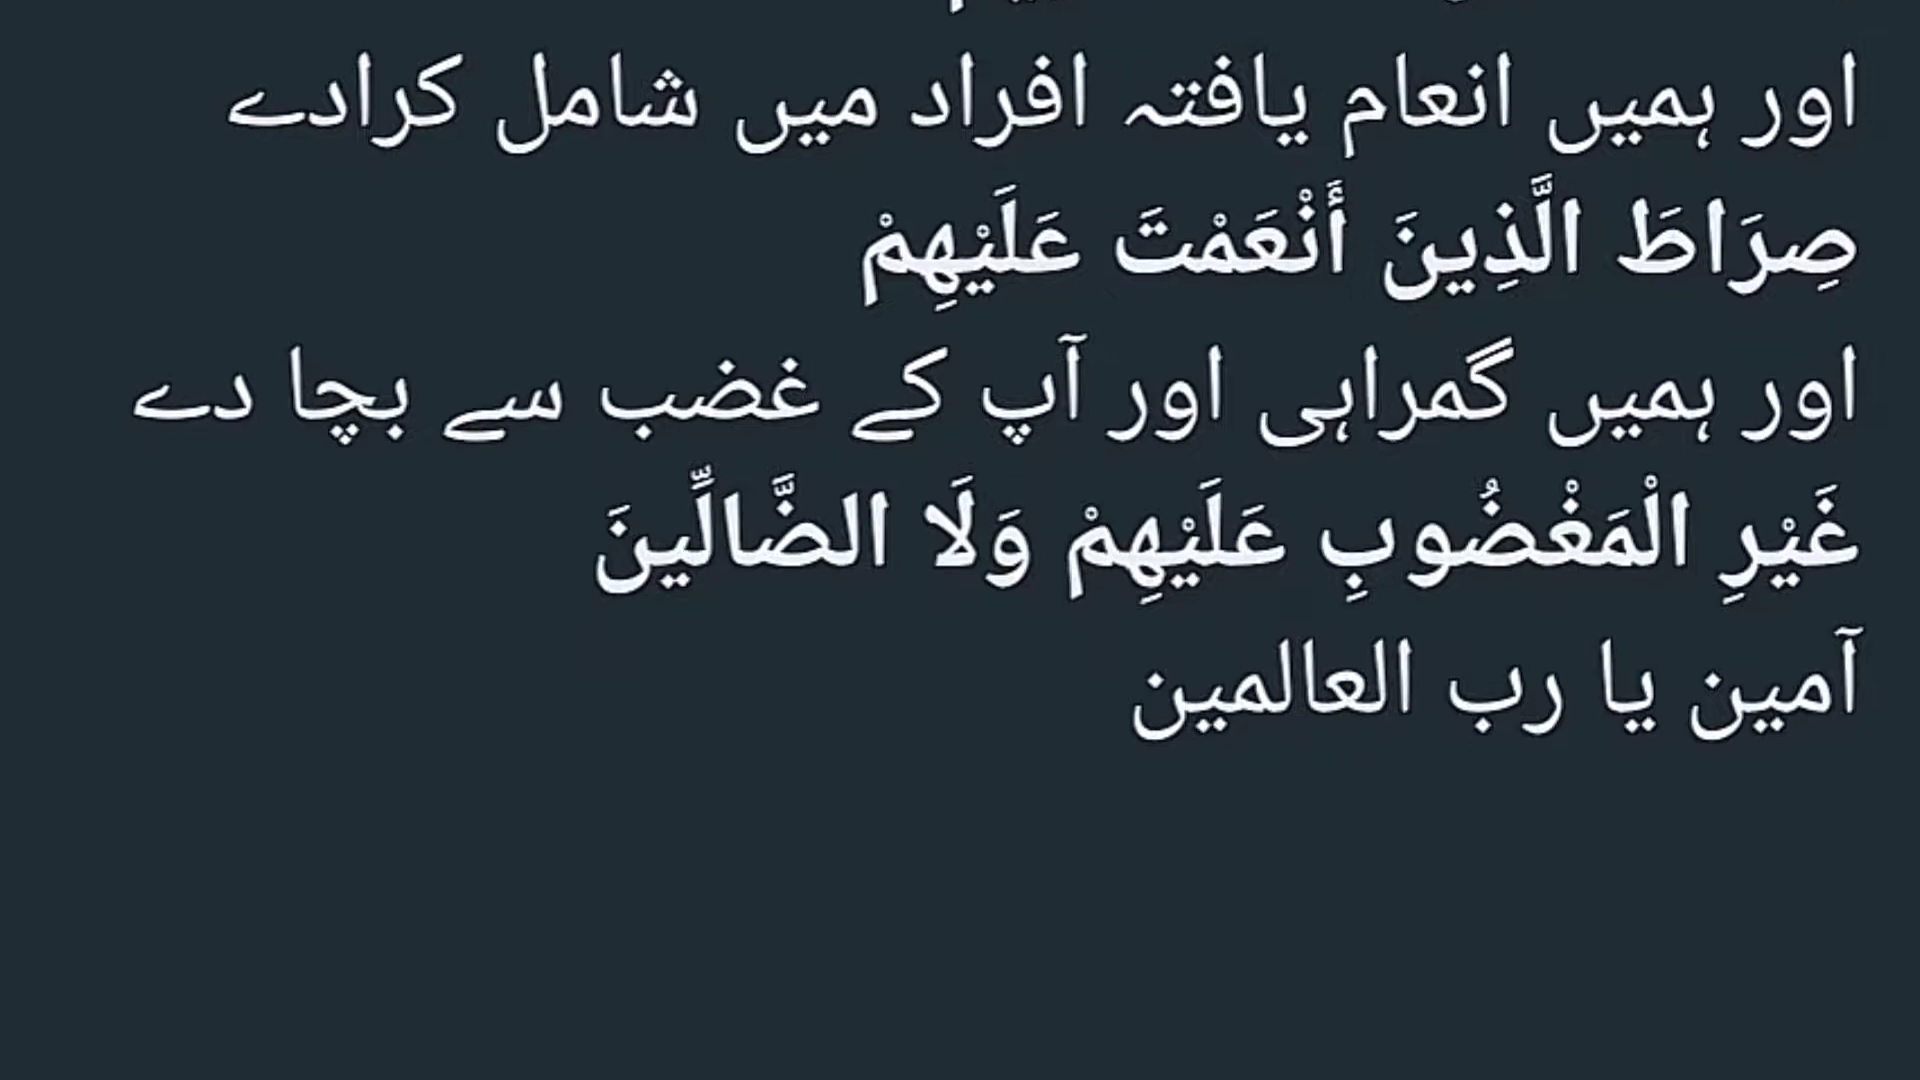 اور ہمیں انعام یافتہ افراد میں شامل کرادے
صِرَاطَ الَّذِينَ أَنْعَمْتَ عَلَيْهِمْ
اور ہمیں گمراہی اور آپ کے غضب سے بچا دے
غَيْرِ الْمَغْضُوبِ عَلَيْهِمْ وَلَا الضَّالِّينَ
آمین یا رب العالمین